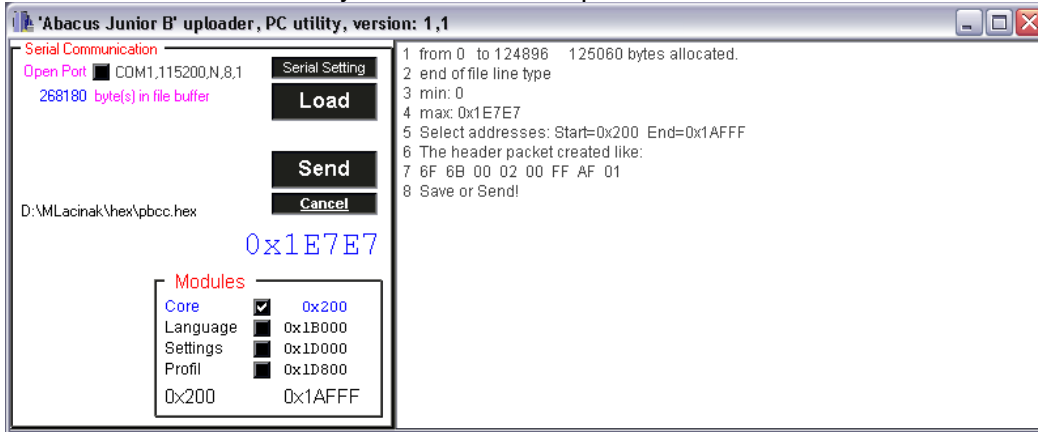 'Abacus Junior B' uploader, PC utility, version: 1,1
Serial Communication
Open Port COM1,115200,N,8,1
Serial Setting
268180 byte(s) in file buffer
Load
Send
Cancel
D:\MLacinak\hex\pbcc.hex
0x1E7E7
Modules
Core 0x200
Language 0x1B000
Settings 0x1D000
Profil 0x1D800
0x200 0x1AFFF
1 from 0 to 124896 125060 bytes allocated.
2 end of file line type
3 min: 0
4 max: 0x1E7E7
5 Select addresses: Start=0x200 End=0x1AFFF
6 The header packet created like:
7 6F 6B 00 02 00 FF AF 01
8 Save or Send!